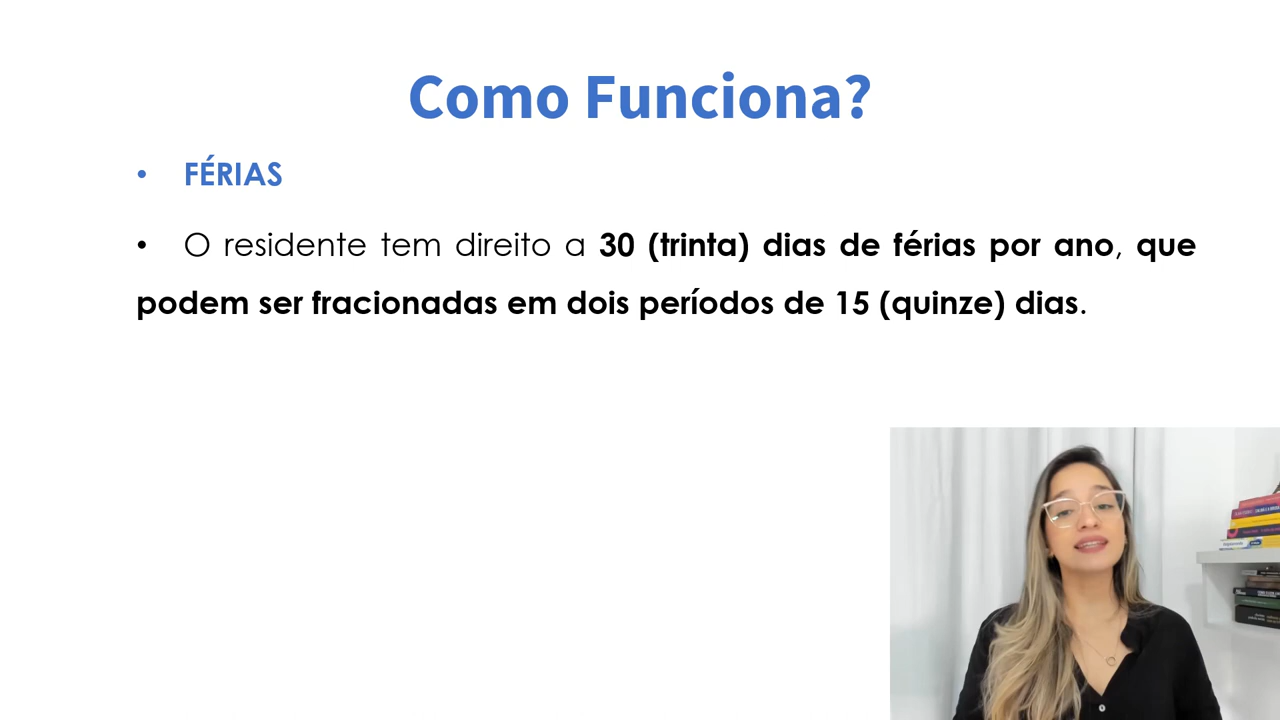 Como Funciona?
• FÉRIAS
• O residente tem direito a 30 (trinta) dias de férias por ano, que
podem ser fracionadas em dois períodos de 15 (quinze) dias.